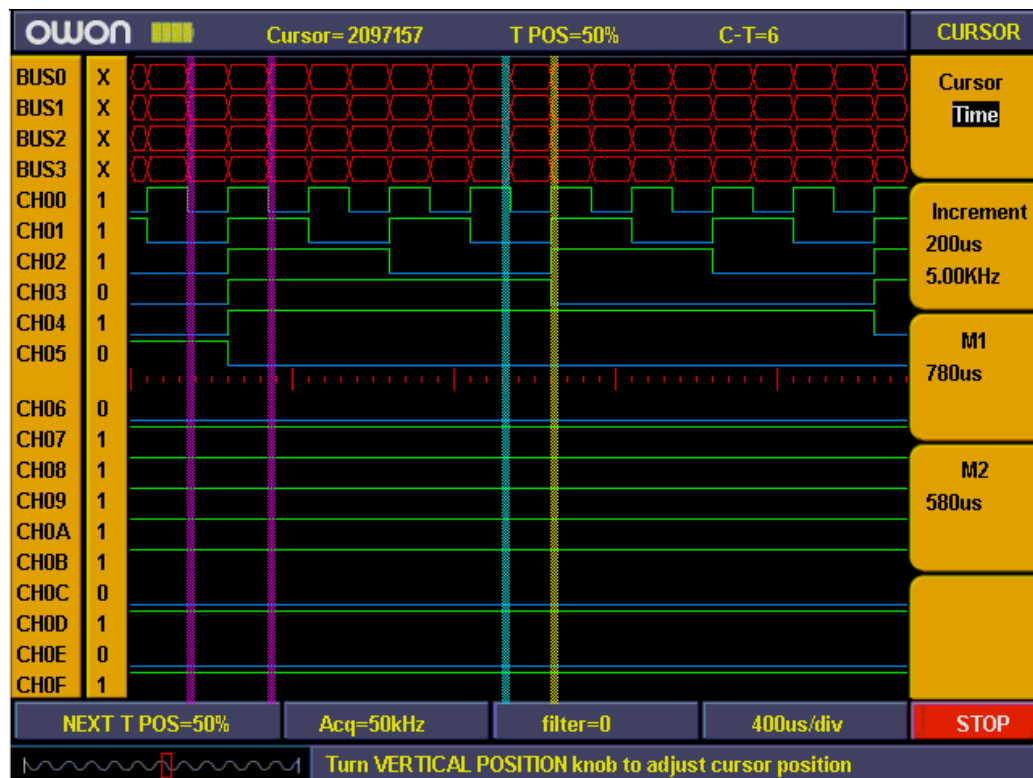 owon Cursor=2097157 T POS=50% C-T=6 CURSOR
BUS0 X
BUS1 X
BUS2 X
BUS3 X
CH00 1
CH01 1
CH02 1
CH03 0
CH04 1
CH05 0
CH06 0
CH07 1
CH08 1
CH09 1
CH0A 1
CH0B 1
CH0C 0
CH0D 1
CH0E 0
CH0F 1
Cursor
Time
Increment
200us
5.00KHz
M1
780us
M2
580us
NEXT T POS=50% Acq=50kHz filter=0 400us/div STOP
Turn VERTICAL POSITION knob to adjust cursor position